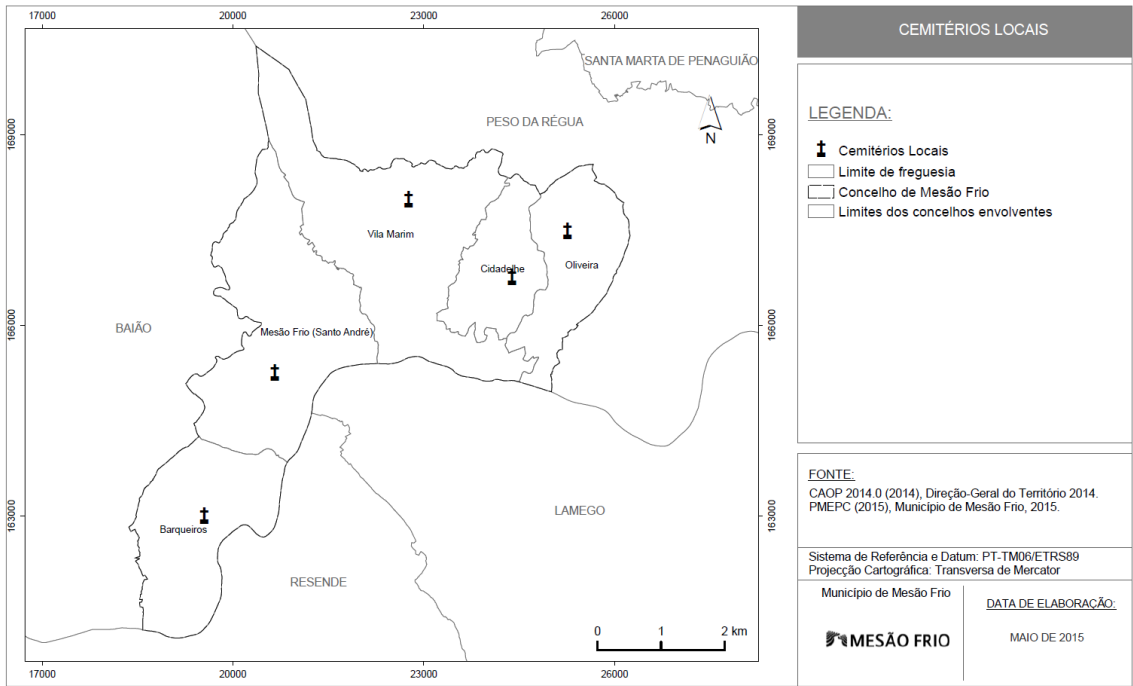 17000 20000 23000 26000
CEMITÉRIOS LOCAIS
SANTA MARTA DE PENAGUIÃO
PESO DA RÉGUA
N
169000 169000
Vila Marim
Cidadelhe
Oliveira
BAIÃO
166000 166000
Mesão Frio (Santo André)
LAMEGO
163000 163000
Barqueiros
RESENDE
0 1 2 km
17000 20000 23000 26000
LEGENDA:
Cemitérios Locais
Limite de freguesia
Concelho de Mesão Frio
Limites dos concelhos envolventes
FONTE:
CAOP 2014.0 (2014), Direção-Geral do Território 2014.
PMEPC (2015), Município de Mesão Frio, 2015.
Sistema de Referência e Datum: PT-TM06/ETRS89
Projecção Cartográfica: Transversa de Mercator
Município de Mesão Frio
MESÃO FRIO
DATA DE ELABORAÇÃO:
MAIO DE 2015